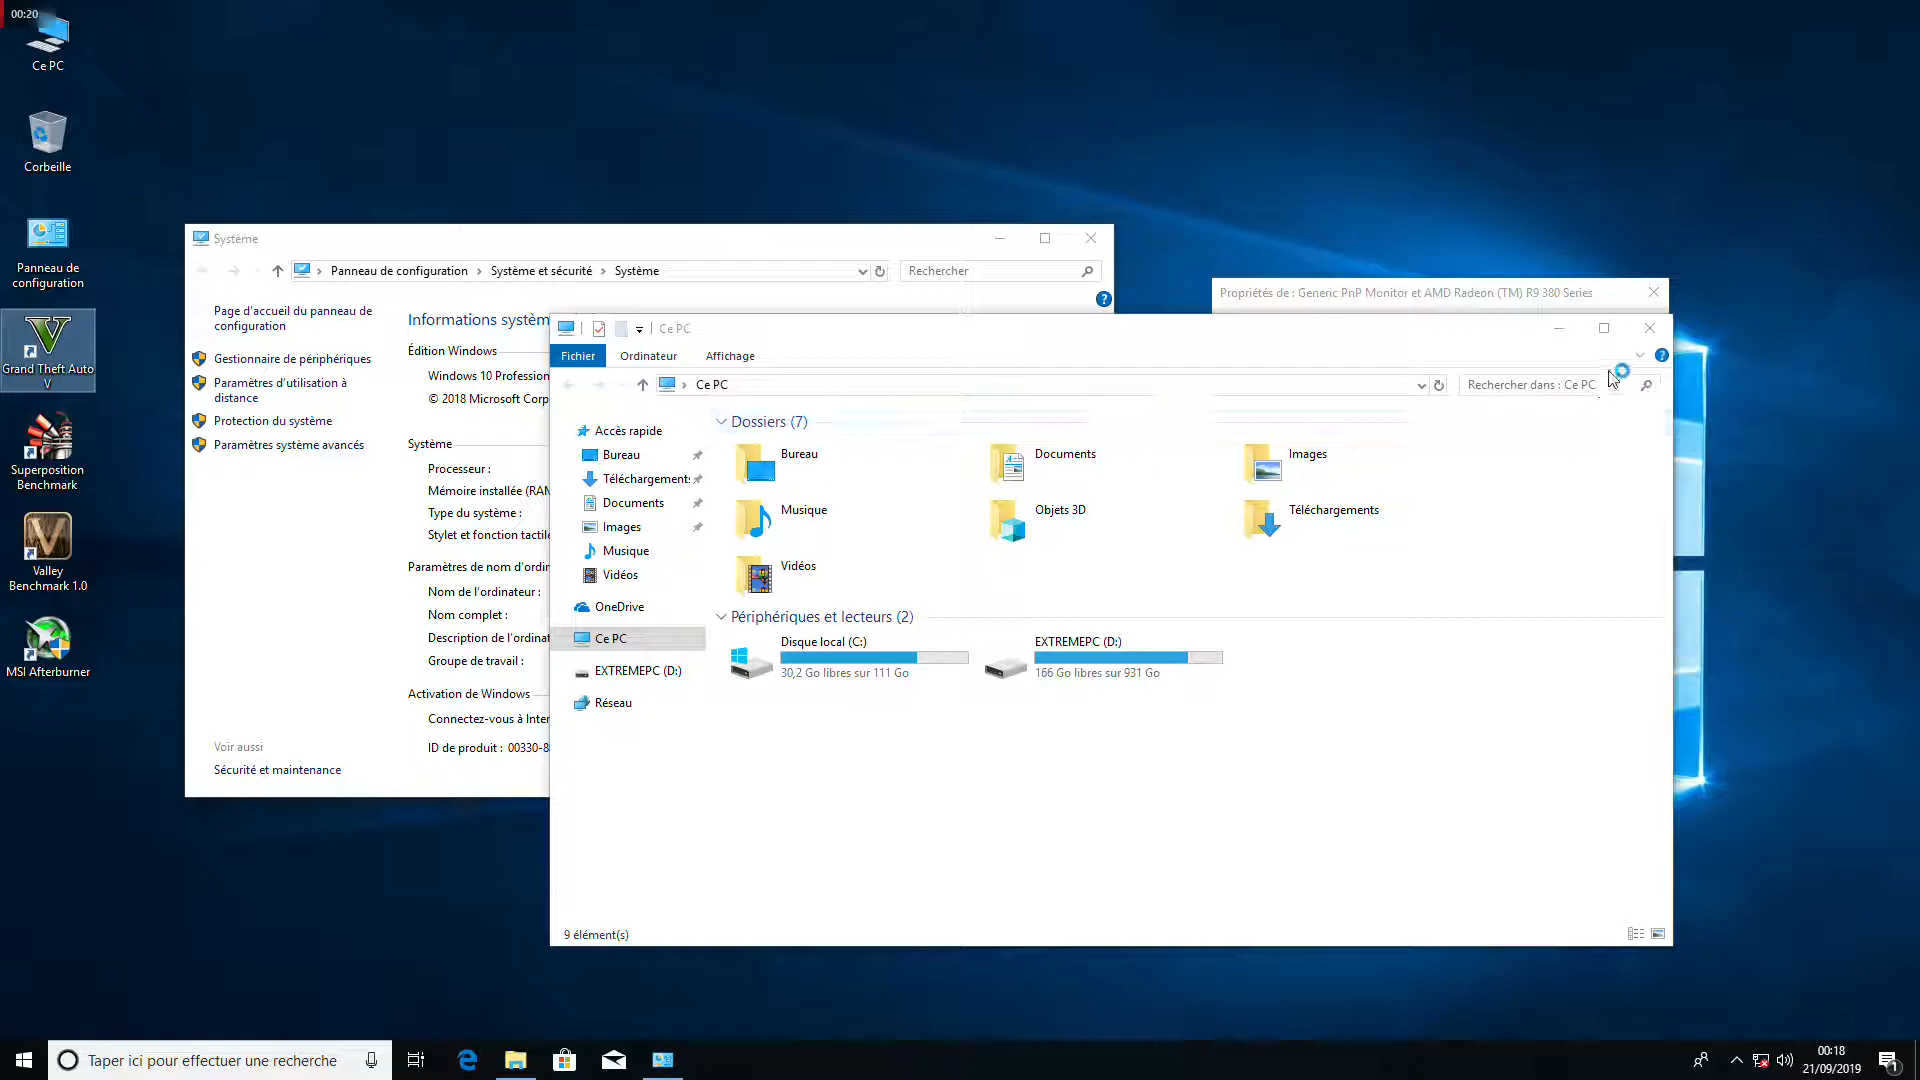 00:20
Ce PC
Corbeille
Panneau de
configuration
Grand Theft Auto
V
Superposition
Benchmark
Valley
Benchmark 1.0
MSI Afterburner
Système
Panneau de configuration
Système et sécurité
Système
Rechercher
Page d'accueil du panneau de
configuration
Gestionnaire de périphériques
Paramètres d'utilisation à
distance
Protection du système
Paramètres système avancés
Voir aussi
Sécurité et maintenance
Informations systèm
Édition Windows
Windows 10 Profession
© 2018 Microsoft Corp
Système
Processeur :
Mémoire installée (RAM
Type du système :
Stylet et fonction tactile
Paramètres de nom d'ordin
Nom de l'ordinateur :
Nom complet :
Description de l'ordinat
Groupe de travail :
Activation de Windows
Connectez-vous à Inter
ID de produit : 00330-8
Propriétés de : Generic PnP Monitor et AMD Radeon (TM) R9 380 Series
Ce PC
Fichier
Ordinateur
Affichage
Ce PC
Rechercher dans : Ce PC
Accès rapide
Bureau
Téléchargements
Documents
Images
Musique
Vidéos
OneDrive
Ce PC
EXTREMEPC (D:)
Réseau
Dossiers (7)
Bureau
Documents
Images
Musique
Objets 3D
Téléchargements
Vidéos
Périphériques et lecteurs (2)
Disque local (C:)
30,2 Go libres sur 111 Go
EXTREMEPC (D:)
166 Go libres sur 931 Go
9 élément(s)
Taper ici pour effectuer une recherche
00:18
21/09/2019
1